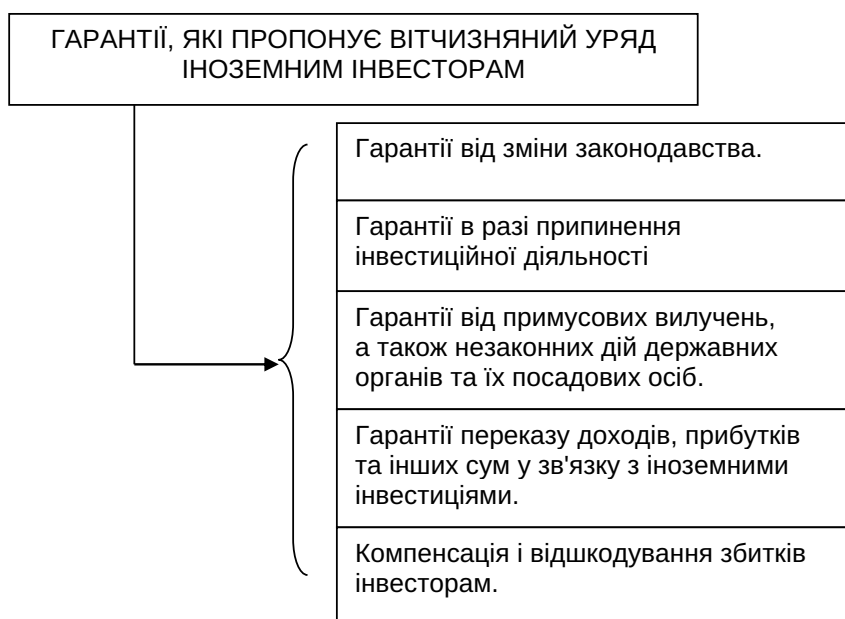 ГАРАНТІЇ, ЯКІ ПРОПОНУЄ ВІТЧИЗНЯНИЙ УРЯД
ІНОЗЕМНИМ ІНВЕСТОРАМ
Гарантії від зміни законодавства.
Гарантії в разі припинення
інвестиційної діяльності
Гарантії від примусових вилучень,
а також незаконних дій державних
органів та їх посадових осіб.
Гарантії переказу доходів, прибутків
та інших сум у зв'язку з іноземними
інвестиціями.
Компенсація і відшкодування збитків
інвесторам.